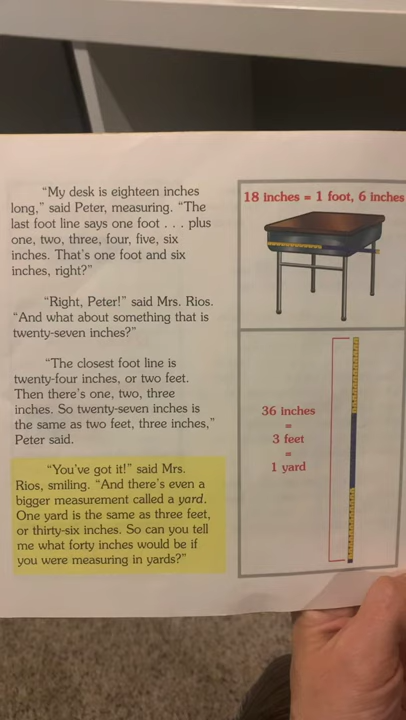 “My desk is eighteen inches
long,” said Peter, measuring. “The
last foot line says one foot . . . plus
one, two, three, four, five, six
inches. That’s one foot and six
inches, right?”
“Right, Peter!” said Mrs. Rios.
“And what about something that is
twenty-seven inches?”
“The closest foot line is
twenty-four inches, or two feet.
Then there’s one, two, three
inches. So twenty-seven inches is
the same as two feet, three inches,”
Peter said.
“You’ve got it!” said Mrs.
Rios, smiling. “And there’s even a
bigger measurement called a yard.
One yard is the same as three feet,
or thirty-six inches. So can you tell
me what forty inches would be if
you were measuring in yards?”
18 inches = 1 foot, 6 inches
36 inches
=
3 feet
=
1 yard